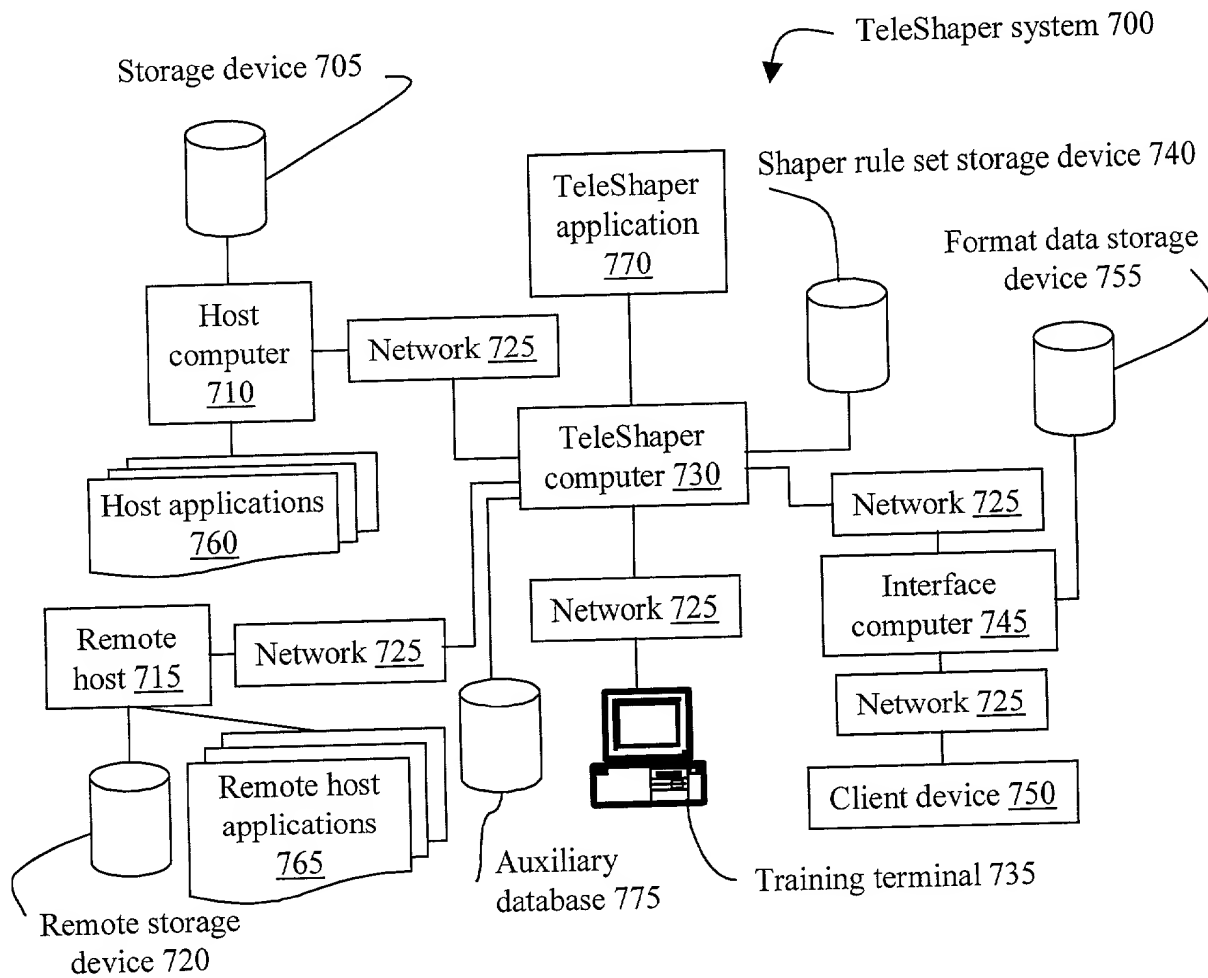 TeleShaper system 700
Storage device 705
Shaper rule set storage device 740
TeleShaper
application
770
Format data storage
device 755
Host
computer
710
Network 725
TeleShaper
computer 730
Host applications
760
Network 725
Interface
computer 745
Network 725
Remote
host 715
Network 725
Network 725
Client device 750
Remote host
applications
765
Auxiliary
database 775
Training terminal 735
Remote storage
device 720